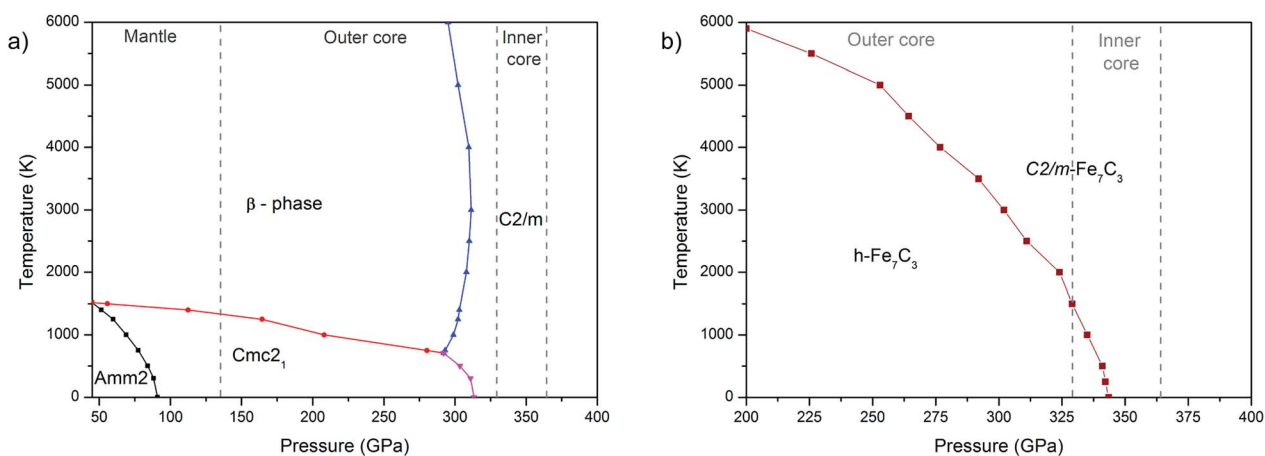 a)
6000
5000
4000
3000
2000
1000
0
Temperature (K)
Mantle
Outer core
Inner
core
β - phase
C2/m
Cmc2₁
Amm2
50
100
150
200
250
300
350
400
Pressure (GPa)
b)
6000
5000
4000
3000
2000
1000
0
Temperature (K)
Outer core
Inner
core
C2/m-Fe₇C₃
h-Fe₇C₃
200
225
250
275
300
325
350
375
400
Pressure (GPa)